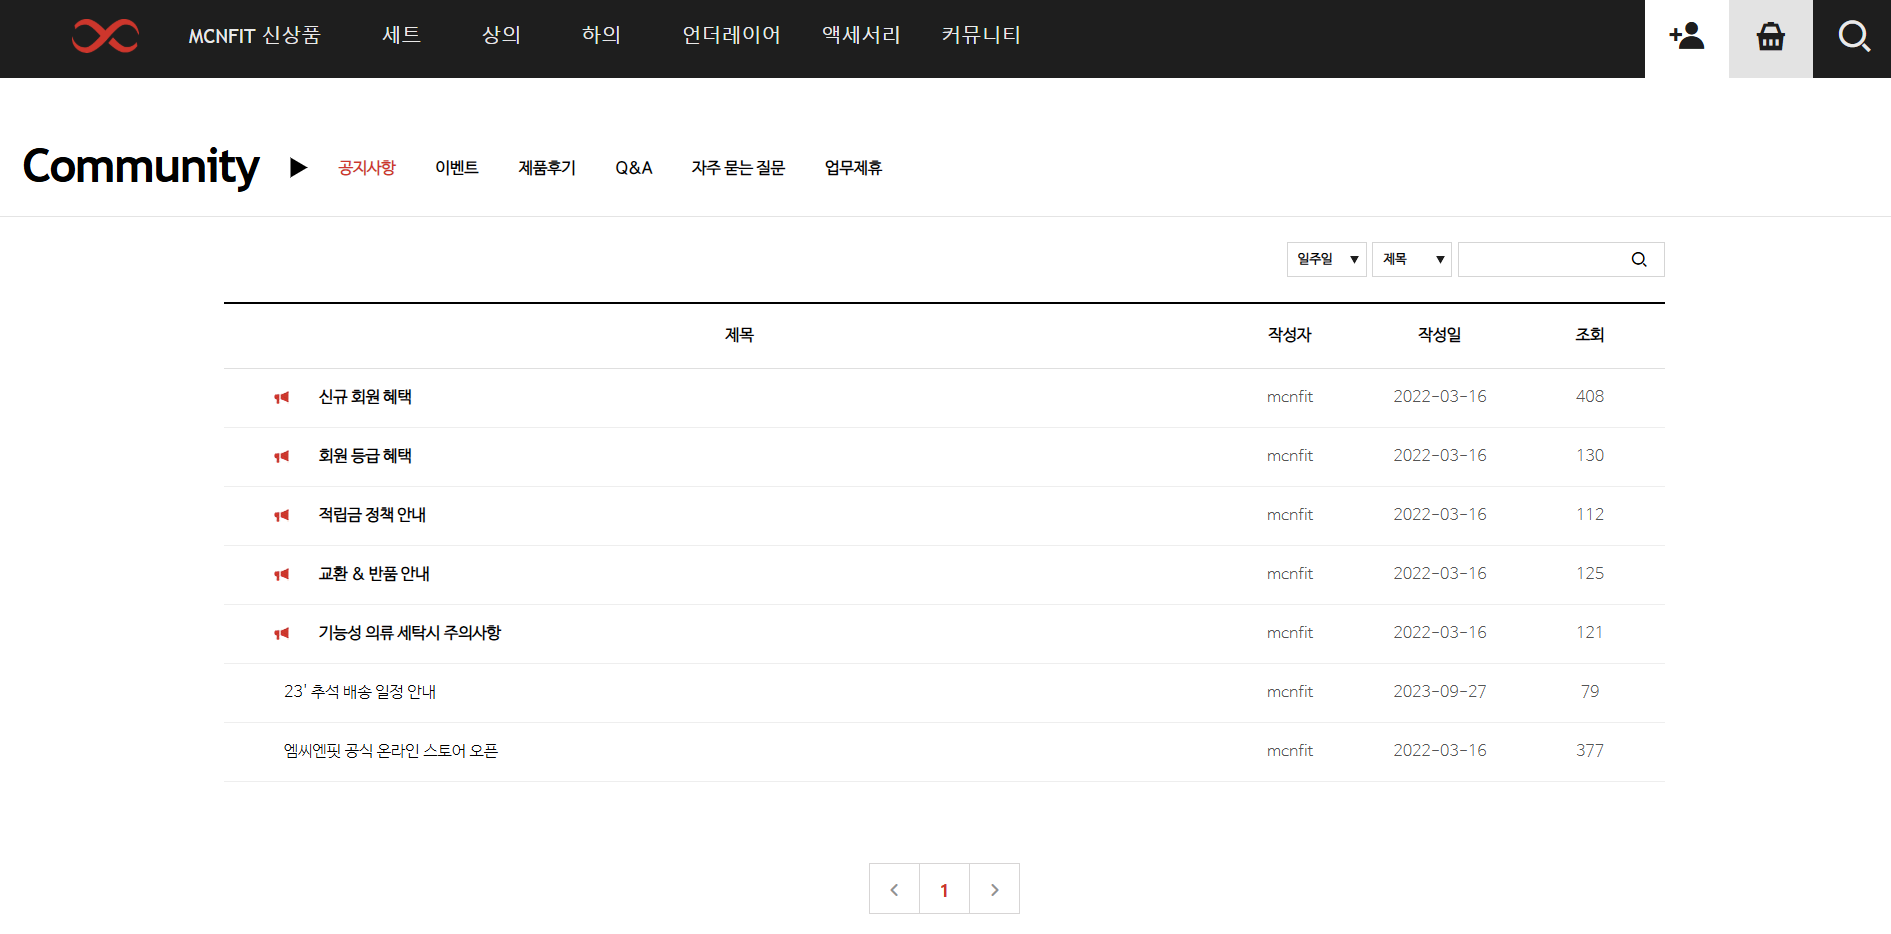 MCNFIT 신상품 세트 상의 하의 언더레이어 액세서리 커뮤니티
Community ▶ 공지사항 이벤트 제품후기 Q&A 자주 묻는 질문 업무제휴
일주일 ▼ 제목 ▼
제목 작성자 작성일 조회
신규 회원 혜택 mcnfit 2022-03-16 408
회원 등급 혜택 mcnfit 2022-03-16 130
적립금 정책 안내 mcnfit 2022-03-16 112
교환 & 반품 안내 mcnfit 2022-03-16 125
기능성 의류 세탁시 주의사항 mcnfit 2022-03-16 121
23' 추석 배송 일정 안내 mcnfit 2023-09-27 79
엠씨엔핏 공식 온라인 스토어 오픈 mcnfit 2022-03-16 377
1